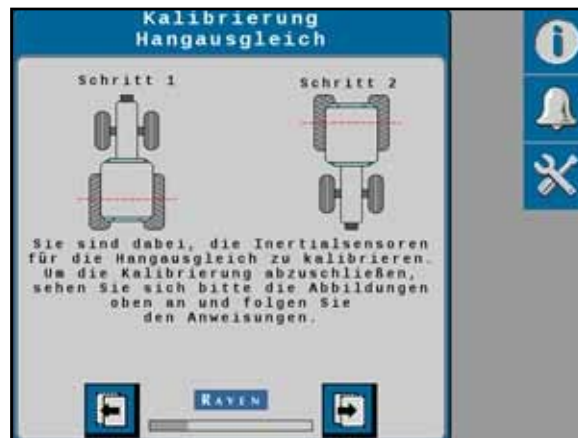 Kalibrierung
Hangausgleich
Schritt 1
Schritt 2
Sie sind dabei, die Inertialsensoren
für die Hangausgleich zu kalibrieren.
Um die Kalibrierung abzuschließen,
sehen Sie sich bitte die Abbildungen
oben an und folgen Sie
den Anweisungen.
RAVEN